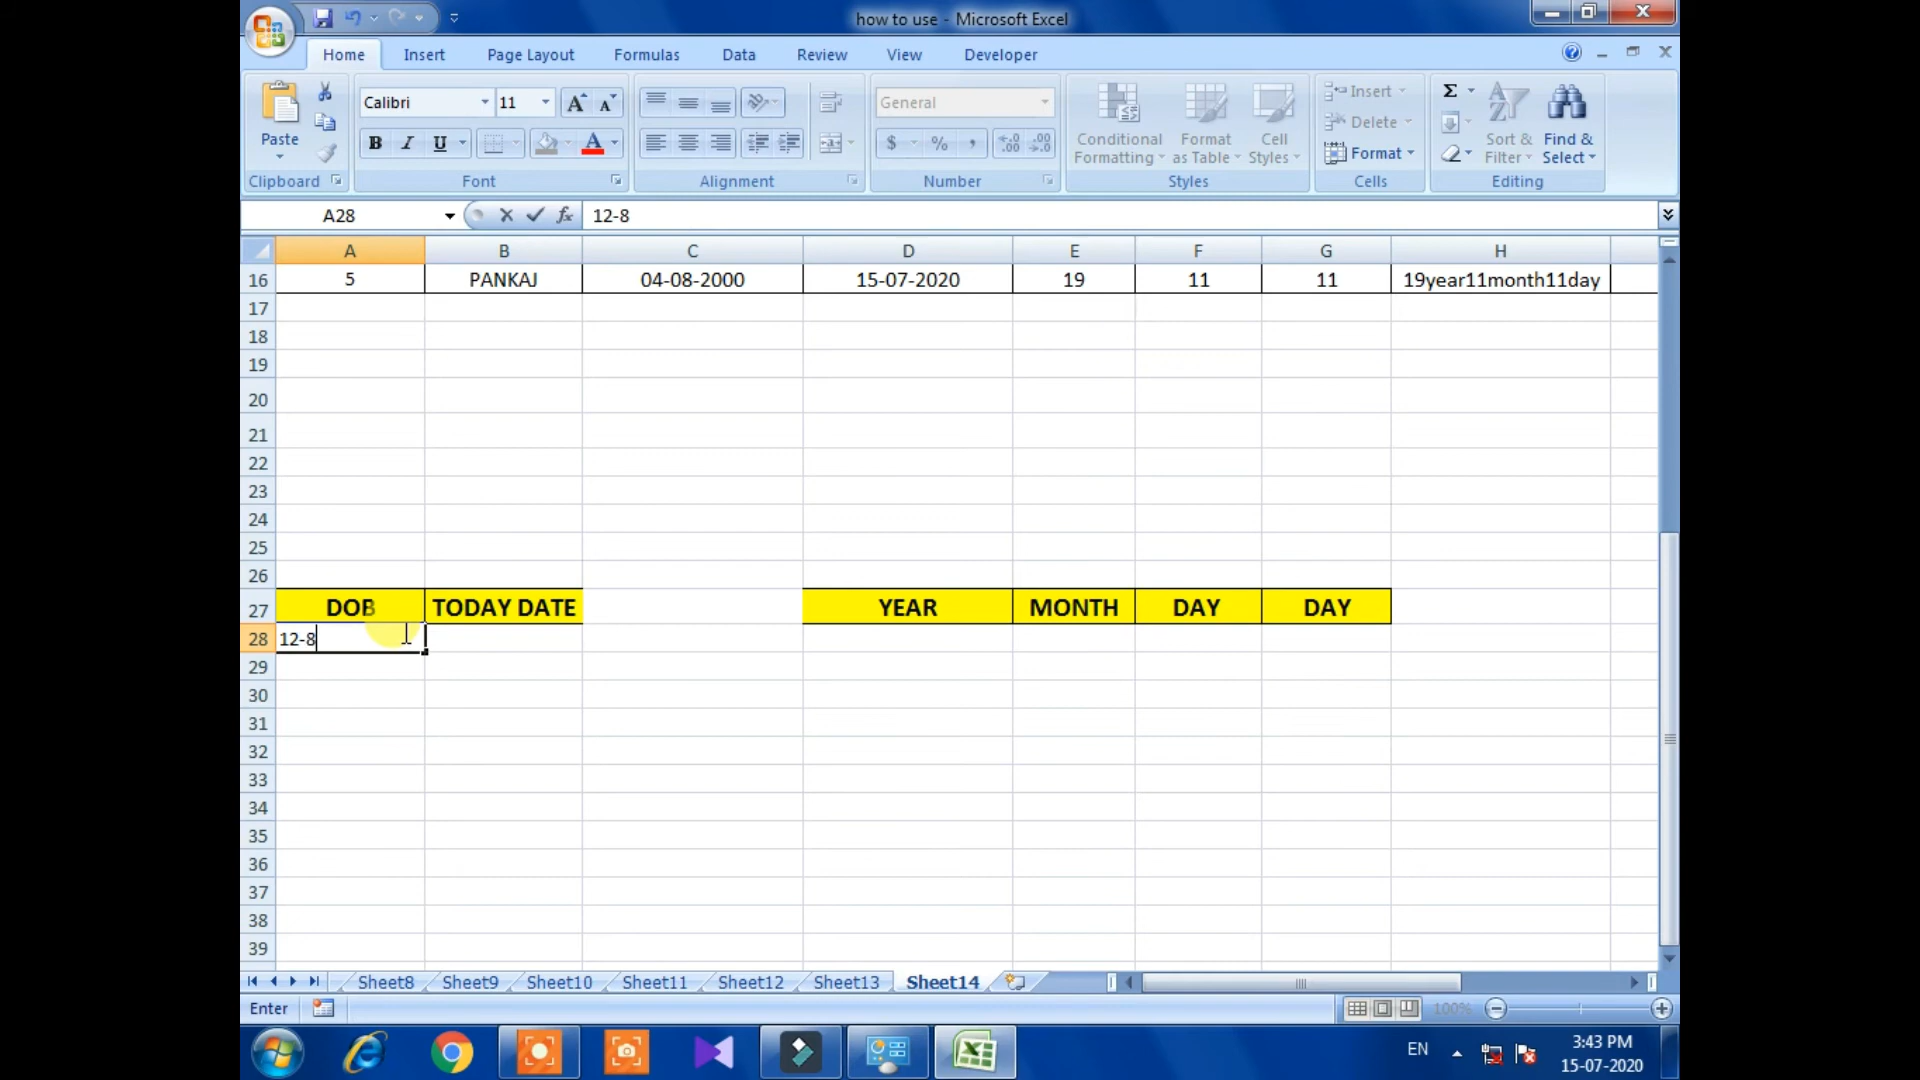 how to use - Microsoft Excel
Home Insert Page Layout Formulas Data Review View Developer
Paste
Calibri 11 A A
B I U A
General
$ % , .0 .00 .00 .0
Conditional Formatting
Format as Table
Cell Styles
Insert
Delete
Format
Σ
Sort & Filter
Find & Select
Clipboard Font Alignment Number Styles Cells Editing
A28 fx 12-8
A B C D E F G H
16 5 PANKAJ 04-08-2000 15-07-2020 19 11 11 19year11month11day
17
18
19
20
21
22
23
24
25
26
27 DOB TODAY DATE YEAR MONTH DAY DAY
28 12-8
29
30
31
32
33
34
35
36
37
38
39
Sheet8 Sheet9 Sheet10 Sheet11 Sheet12 Sheet13 Sheet14
Enter 100%
EN 3:43 PM
15-07-2020